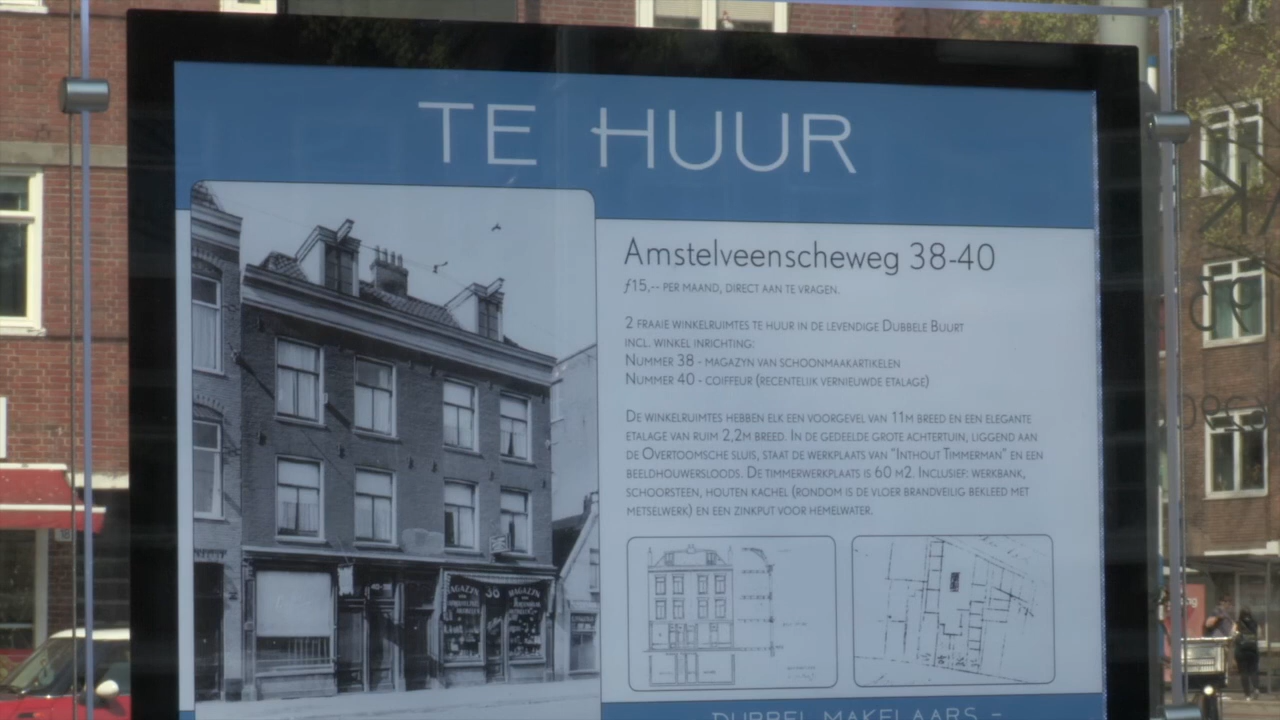 TE HUUR
Amstelveenscheweg 38-40
ƒ15,-- PER MAAND, DIRECT AAN TE VRAGEN.
2 FRAAIE WINKELRUIMTES TE HUUR IN DE LEVENDIGE DUBBELE BUURT
INCL. WINKEL INRICHTING:
NUMMER 38 - MAGAZYN VAN SCHOONMAAKARTIKELEN
NUMMER 40 - COIFFEUR (RECENTELIJK VERNIEUWDE ETALAGE)
DE WINKELRUIMTES HEBBEN ELK EEN VOORGEVEL VAN 11M BREED EN EEN ELEGANTE
ETALAGE VAN RUIM 2,2M BREED. IN DE GEDEELDE GROTE ACHTERTUIN, LIGGEND AAN
DE OVERTOOMSCHE SLUIS, STAAT DE WERKPLAATS VAN "INTHOUT TIMMERMAN" EN EEN
BEELDHOUWERSLOODS. DE TIMMERWERKPLAATS IS 60 M2. INCLUSIEF: WERKBANK,
SCHOORSTEEN, HOUTEN KACHEL (RONDOM IS DE VLOER BRANDVEILIG BEKLEED MET
METSELWERK) EN EEN ZINKPUT VOOR HEMELWATER.
MAGAZYN 38 MAGAZYN
DUBBEL MAKELAARS -